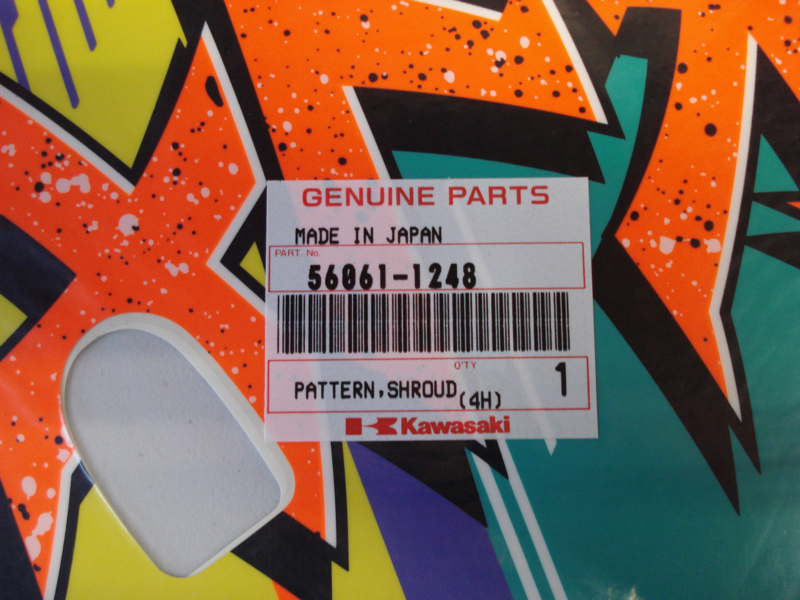 GENUINE PARTS
MADE IN JAPAN
PART. No.
56061-1248
Q'TY
PATTERN,SHROUD(4H) 1
Kawasaki